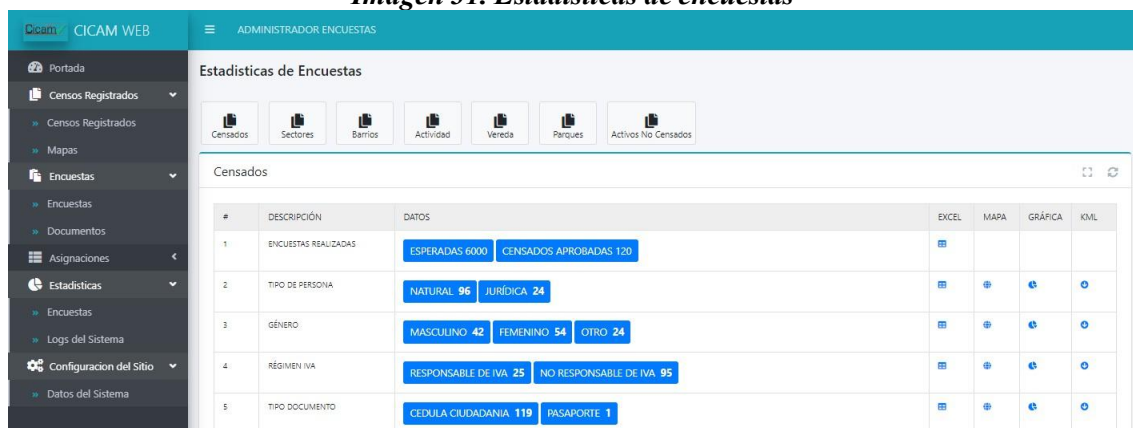 Imagen 31. Estadísticas de encuestas
Cicam CICAM WEB
ADMINISTRADOR ENCUESTAS
Portada
Censos Registrados
Censos Registrados
Mapas
Encuestas
Encuestas
Documentos
Asignaciones
Estadisticas
Encuestas
Logs del Sistema
Configuracion del Sitio
Datos del Sistema
Estadisticas de Encuestas
Censados Sectores Barrios Actividad Vereda Parques Activos No Censados
Censados
# DESCRIPCIÓN DATOS EXCEL MAPA GRÁFICA KML
1 ENCUESTAS REALIZADAS ESPERADAS 6000 CENSADOS APROBADAS 120
2 TIPO DE PERSONA NATURAL 96 JURÍDICA 24
3 GÉNERO MASCULINO 42 FEMENINO 54 OTRO 24
4 RÉGIMEN IVA RESPONSABLE DE IVA 25 NO RESPONSABLE DE IVA 95
5 TIPO DOCUMENTO CEDULA CIUDADANIA 119 PASAPORTE 1